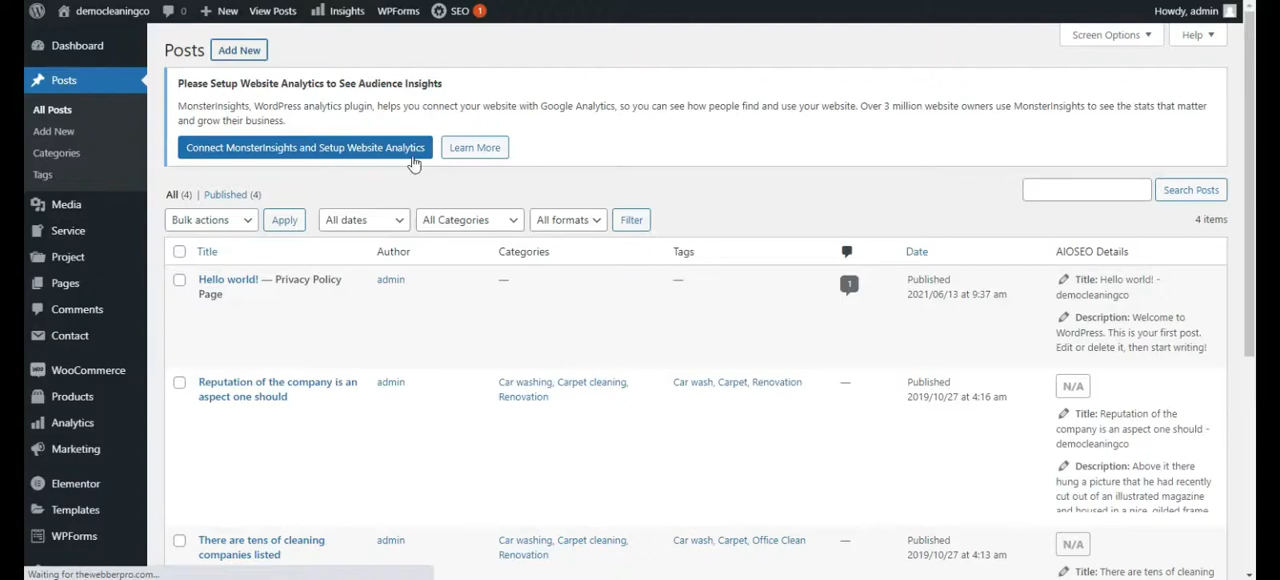 democleaningco 0 New View Posts Insights WPForms SEO 1 Howdy, admin
Dashboard
Posts
All Posts
Add New
Categories
Tags
Media
Service
Project
Pages
Comments
Contact
WooCommerce
Products
Analytics
Marketing
Elementor
Templates
WPForms
Posts Add New
Screen Options Help
Please Setup Website Analytics to See Audience Insights
MonsterInsights, WordPress analytics plugin, helps you connect your website with Google Analytics, so you can see how people find and use your website. Over 3 million website owners use MonsterInsights to see the stats that matter
and grow their business.
Connect MonsterInsights and Setup Website Analytics Learn More
All (4) | Published (4)
Search Posts
Bulk actions Apply All dates All Categories All formats Filter 4 items
Title Author Categories Tags Date AIOSEO Details
Hello world! — Privacy Policy
Page
admin
—
—
1
Published
2021/06/13 at 9:37 am
Title: Hello world! -
democleaningco
Description: Welcome to
WordPress. This is your first post.
Edit or delete it, then start writing!
Reputation of the company is an
aspect one should
admin
Car washing, Carpet cleaning,
Renovation
Car wash, Carpet, Renovation
—
Published
2019/10/27 at 4:16 am
N/A
Title: Reputation of the
company is an aspect one should -
democleaningco
Description: Above it there
hung a picture that he had recently
cut out of an illustrated magazine
and housed in a nice, gilded frame
There are tens of cleaning
companies listed
admin
Car washing, Carpet cleaning,
Renovation
Car wash, Carpet, Office Clean
—
Published
2019/10/27 at 4:13 am
N/A
Title: There are tens of cleaning
Waiting for thewebberpro.com...